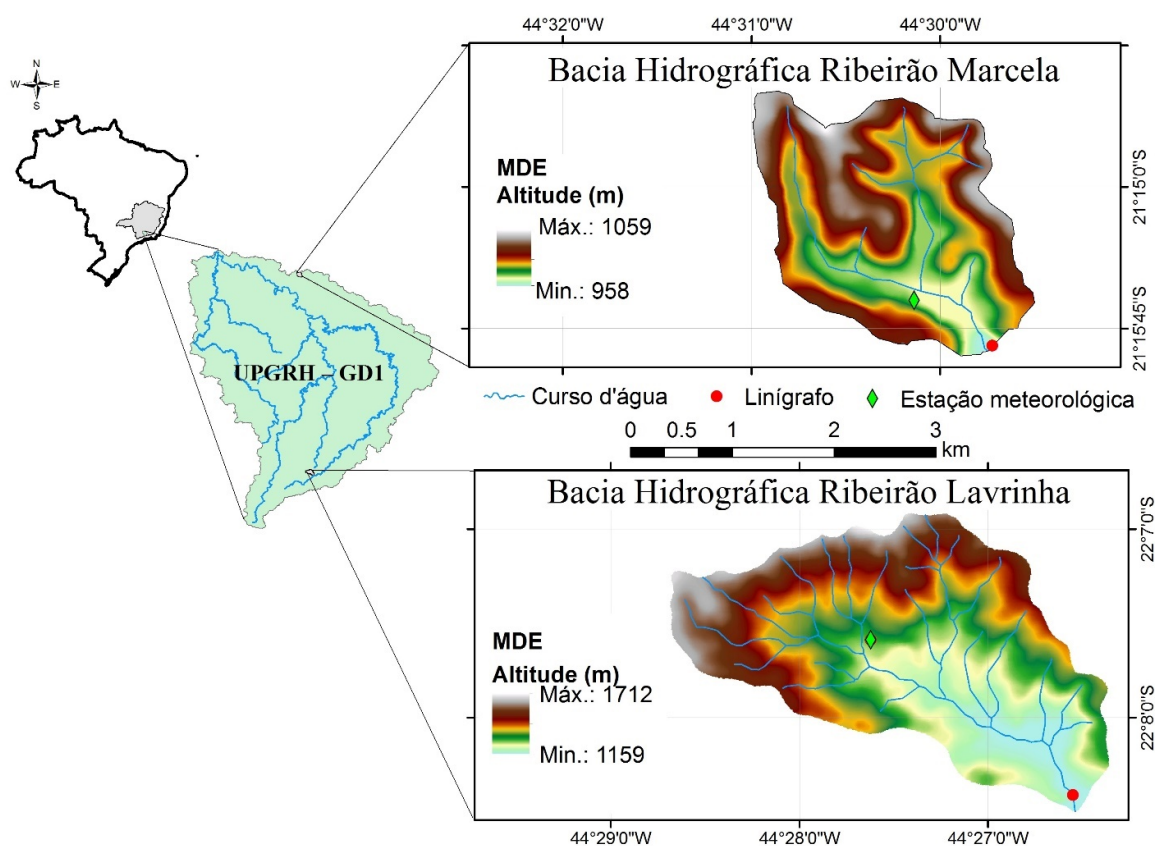 44°32'0"W 44°31'0"W 44°30'0"W
Bacia Hidrográfica Ribeirão Marcela
N
W E
S
MDE
Altitude (m)
Máx.: 1059
Min.: 958
21°15'0"S
21°15'45"S
UPGRH - GD1
Curso d'água Linígrafo Estação meteorológica
0 0.5 1 2 3
km
Bacia Hidrográfica Ribeirão Lavrinha
MDE
Altitude (m)
Máx.: 1712
Min.: 1159
22°7'0"S
22°8'0"S
44°29'0"W 44°28'0"W 44°27'0"W